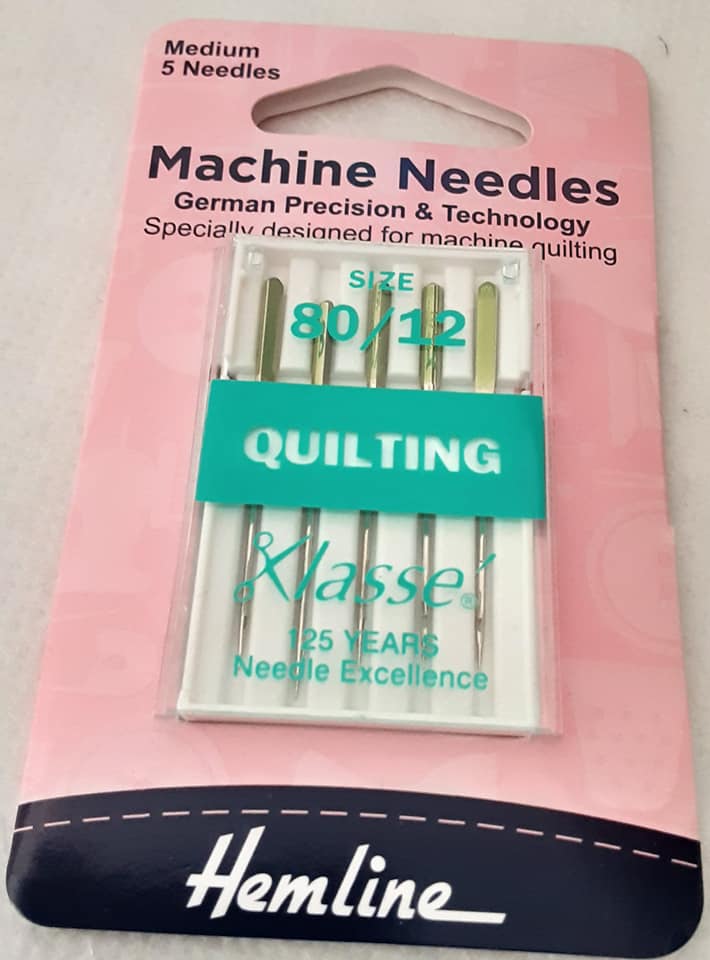 Medium
5 Needles
Machine Needles
German Precision & Technology
Specially designed for machine quilting
SIZE
80/12
QUILTING
Klassé®
125 YEARS
Needle Excellence
Hemline